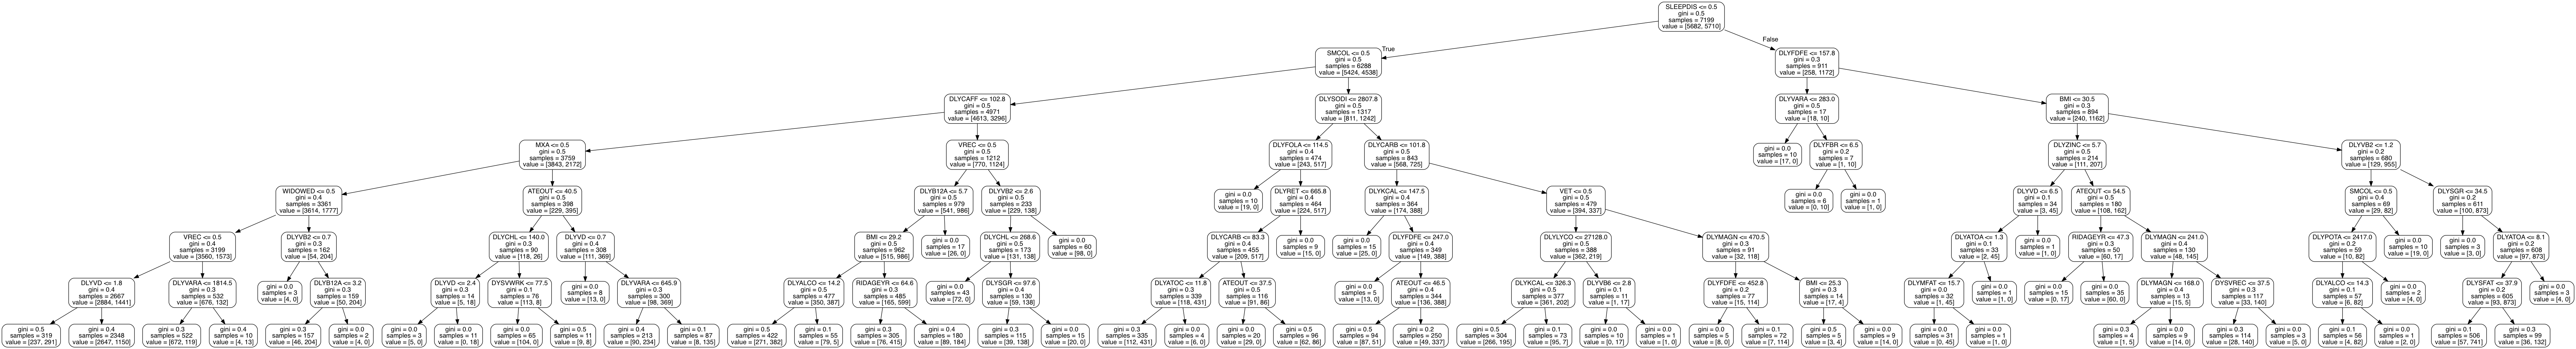 SLEEPDIS <= 0.5
gini = 0.5
samples = 7199
value = [5682, 5710]
True
False
SMCOL <= 0.5
gini = 0.5
samples = 6288
value = [5424, 4538]
DLYFDFE <= 157.8
gini = 0.3
samples = 911
value = [258, 1172]
DLYCAFF <= 102.8
gini = 0.5
samples = 4971
value = [4613, 3296]
DLYSODI <= 2807.8
gini = 0.5
samples = 1317
value = [811, 1242]
DLYVARA <= 283.0
gini = 0.5
samples = 17
value = [18, 10]
BMI <= 30.5
gini = 0.3
samples = 894
value = [240, 1162]
MXA <= 0.5
gini = 0.5
samples = 3759
value = [3843, 2172]
VREC <= 0.5
gini = 0.5
samples = 1212
value = [770, 1124]
DLYFOLA <= 114.5
gini = 0.4
samples = 474
value = [243, 517]
DLYCARB <= 101.8
gini = 0.5
samples = 843
value = [568, 725]
gini = 0.0
samples = 10
value = [17, 0]
DLYFBR <= 6.5
gini = 0.2
samples = 7
value = [1, 10]
DLYZINC <= 5.7
gini = 0.5
samples = 214
value = [111, 207]
DLYVB2 <= 1.2
gini = 0.2
samples = 680
value = [129, 955]
WIDOWED <= 0.5
gini = 0.4
samples = 3361
value = [3614, 1777]
ATEOUT <= 40.5
gini = 0.5
samples = 398
value = [229, 395]
DLYB12A <= 5.7
gini = 0.5
samples = 979
value = [541, 986]
DLYVB2 <= 2.6
gini = 0.5
samples = 233
value = [229, 138]
gini = 0.0
samples = 10
value = [19, 0]
DLYRET <= 665.8
gini = 0.4
samples = 464
value = [224, 517]
DLYKCAL <= 147.5
gini = 0.4
samples = 364
value = [174, 388]
VET <= 0.5
gini = 0.5
samples = 479
value = [394, 337]
gini = 0.0
samples = 6
value = [0, 10]
gini = 0.0
samples = 1
value = [1, 0]
DLYVD <= 6.5
gini = 0.1
samples = 34
value = [3, 45]
ATEOUT <= 54.5
gini = 0.5
samples = 180
value = [108, 162]
SMCOL <= 0.5
gini = 0.4
samples = 69
value = [29, 82]
DLYSGR <= 34.5
gini = 0.2
samples = 611
value = [100, 873]
VREC <= 0.5
gini = 0.4
samples = 3199
value = [3560, 1573]
DLYVB2 <= 0.7
gini = 0.3
samples = 162
value = [54, 204]
DLYCHL <= 140.0
gini = 0.3
samples = 90
value = [118, 26]
DLYVD <= 0.7
gini = 0.4
samples = 308
value = [111, 369]
BMI <= 29.2
gini = 0.5
samples = 962
value = [515, 986]
gini = 0.0
samples = 17
value = [26, 0]
DLYCHL <= 268.6
gini = 0.5
samples = 173
value = [131, 138]
gini = 0.0
samples = 60
value = [98, 0]
DLYCARB <= 83.3
gini = 0.4
samples = 455
value = [209, 517]
gini = 0.0
samples = 9
value = [15, 0]
gini = 0.0
samples = 15
value = [25, 0]
DLYFDFE <= 247.0
gini = 0.4
samples = 349
value = [149, 388]
DLYLYCO <= 27128.0
gini = 0.5
samples = 388
value = [362, 219]
DLYMAGN <= 470.5
gini = 0.3
samples = 91
value = [32, 118]
DLYATOA <= 1.3
gini = 0.1
samples = 33
value = [2, 45]
gini = 0.0
samples = 1
value = [1, 0]
RIDAGEYR <= 47.3
gini = 0.3
samples = 50
value = [60, 17]
DLYMAGN <= 241.0
gini = 0.4
samples = 130
value = [48, 145]
DLYPOTA <= 2417.0
gini = 0.2
samples = 59
value = [10, 82]
gini = 0.0
samples = 10
value = [19, 0]
gini = 0.0
samples = 3
value = [3, 0]
DLYATOA <= 8.1
gini = 0.2
samples = 608
value = [97, 873]
DLYVD <= 1.8
gini = 0.4
samples = 2667
value = [2884, 1441]
DLYVARA <= 1814.5
gini = 0.3
samples = 532
value = [676, 132]
gini = 0.0
samples = 3
value = [4, 0]
DLYB12A <= 3.2
gini = 0.3
samples = 159
value = [50, 204]
DLYVD <= 2.4
gini = 0.3
samples = 14
value = [5, 18]
DYSVWRK <= 77.5
gini = 0.1
samples = 76
value = [113, 8]
gini = 0.0
samples = 8
value = [13, 0]
DLYVARA <= 645.9
gini = 0.3
samples = 300
value = [98, 369]
DLYALCO <= 14.2
gini = 0.5
samples = 477
value = [350, 387]
RIDAGEYR <= 64.6
gini = 0.3
samples = 485
value = [165, 599]
gini = 0.0
samples = 43
value = [72, 0]
DLYSGR <= 97.6
gini = 0.4
samples = 130
value = [59, 138]
DLYATOC <= 11.8
gini = 0.3
samples = 339
value = [118, 431]
ATEOUT <= 37.5
gini = 0.5
samples = 116
value = [91, 86]
gini = 0.0
samples = 5
value = [13, 0]
ATEOUT <= 46.5
gini = 0.4
samples = 344
value = [136, 388]
DLYKCAL <= 326.3
gini = 0.5
samples = 377
value = [361, 202]
DLYVB6 <= 2.8
gini = 0.1
samples = 11
value = [1, 17]
DLYFDFE <= 452.8
gini = 0.2
samples = 77
value = [15, 114]
BMI <= 25.3
gini = 0.3
samples = 14
value = [17, 4]
DLYMFAT <= 15.7
gini = 0.0
samples = 32
value = [1, 45]
gini = 0.0
samples = 1
value = [1, 0]
gini = 0.0
samples = 15
value = [0, 17]
gini = 0.0
samples = 35
value = [60, 0]
DLYMAGN <= 168.0
gini = 0.4
samples = 13
value = [15, 5]
DYSVREC <= 37.5
gini = 0.3
samples = 117
value = [33, 140]
DLYALCO <= 14.3
gini = 0.1
samples = 57
value = [6, 82]
gini = 0.0
samples = 2
value = [4, 0]
DLYSFAT <= 37.9
gini = 0.2
samples = 605
value = [93, 873]
gini = 0.0
samples = 3
value = [4, 0]
gini = 0.5
samples = 319
value = [237, 291]
gini = 0.4
samples = 2348
value = [2647, 1150]
gini = 0.3
samples = 522
value = [672, 119]
gini = 0.4
samples = 10
value = [4, 13]
gini = 0.3
samples = 157
value = [46, 204]
gini = 0.0
samples = 2
value = [4, 0]
gini = 0.0
samples = 3
value = [5, 0]
gini = 0.0
samples = 11
value = [0, 18]
gini = 0.0
samples = 65
value = [104, 0]
gini = 0.5
samples = 11
value = [9, 8]
gini = 0.4
samples = 213
value = [90, 234]
gini = 0.1
samples = 87
value = [8, 135]
gini = 0.5
samples = 422
value = [271, 382]
gini = 0.1
samples = 55
value = [79, 5]
gini = 0.3
samples = 305
value = [76, 415]
gini = 0.4
samples = 180
value = [89, 184]
gini = 0.3
samples = 115
value = [39, 138]
gini = 0.0
samples = 15
value = [20, 0]
gini = 0.3
samples = 335
value = [112, 431]
gini = 0.0
samples = 4
value = [6, 0]
gini = 0.0
samples = 20
value = [29, 0]
gini = 0.5
samples = 96
value = [62, 86]
gini = 0.5
samples = 94
value = [87, 51]
gini = 0.2
samples = 250
value = [49, 337]
gini = 0.5
samples = 304
value = [266, 195]
gini = 0.1
samples = 73
value = [95, 7]
gini = 0.0
samples = 10
value = [0, 17]
gini = 0.0
samples = 1
value = [1, 0]
gini = 0.0
samples = 5
value = [8, 0]
gini = 0.1
samples = 72
value = [7, 114]
gini = 0.5
samples = 5
value = [3, 4]
gini = 0.0
samples = 9
value = [14, 0]
gini = 0.0
samples = 31
value = [0, 45]
gini = 0.0
samples = 1
value = [1, 0]
gini = 0.3
samples = 4
value = [1, 5]
gini = 0.0
samples = 9
value = [14, 0]
gini = 0.3
samples = 114
value = [28, 140]
gini = 0.0
samples = 3
value = [5, 0]
gini = 0.1
samples = 56
value = [4, 82]
gini = 0.0
samples = 1
value = [2, 0]
gini = 0.1
samples = 506
value = [57, 741]
gini = 0.3
samples = 99
value = [36, 132]